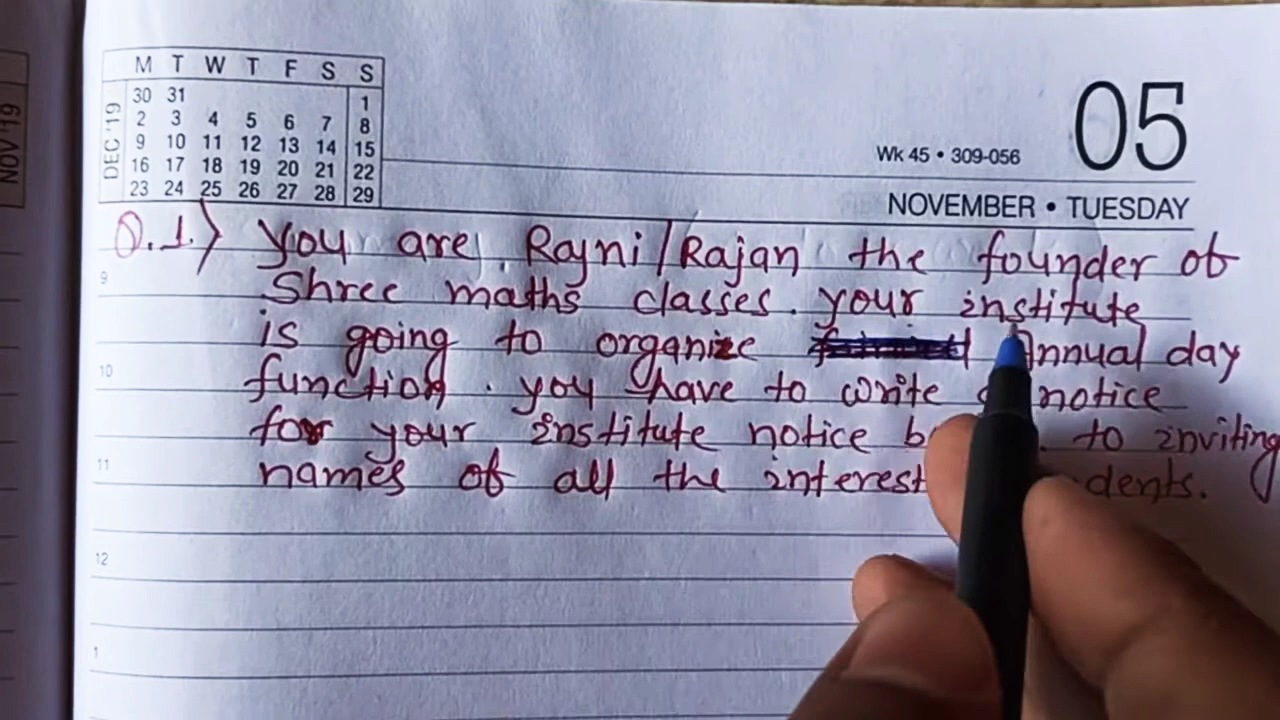 M T W T F S S
30 31 1
2 3 4 5 6 7 8
9 10 11 12 13 14 15
16 17 18 19 20 21 22
23 24 25 26 27 28 29
DEC '19
NOV '19
05
Wk 45 • 309-056
NOVEMBER • TUESDAY
Q.1.) You are Rajni/Rajan the founder of
9
Shree maths classes. your institute
is going to organize Annual day
10
function. you have to write notice
for your institute notice to inviting
11
names of all the
12
1